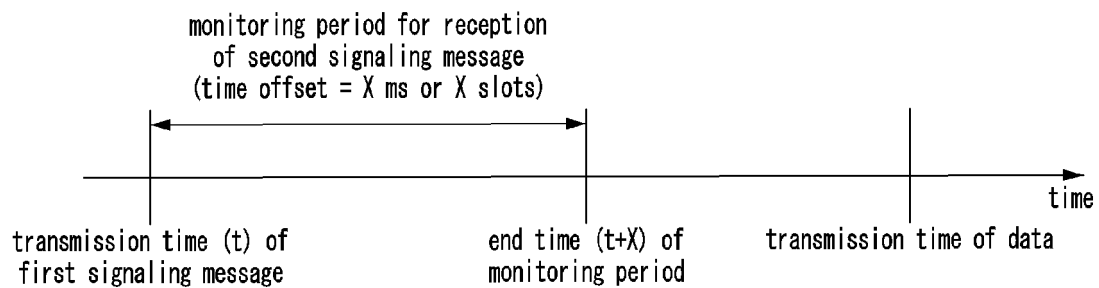 monitoring period for reception
of second signaling message
(time offset = X ms or X slots)
time
transmission time (t) of
first signaling message
end time (t+X) of
monitoring period
transmission time of data